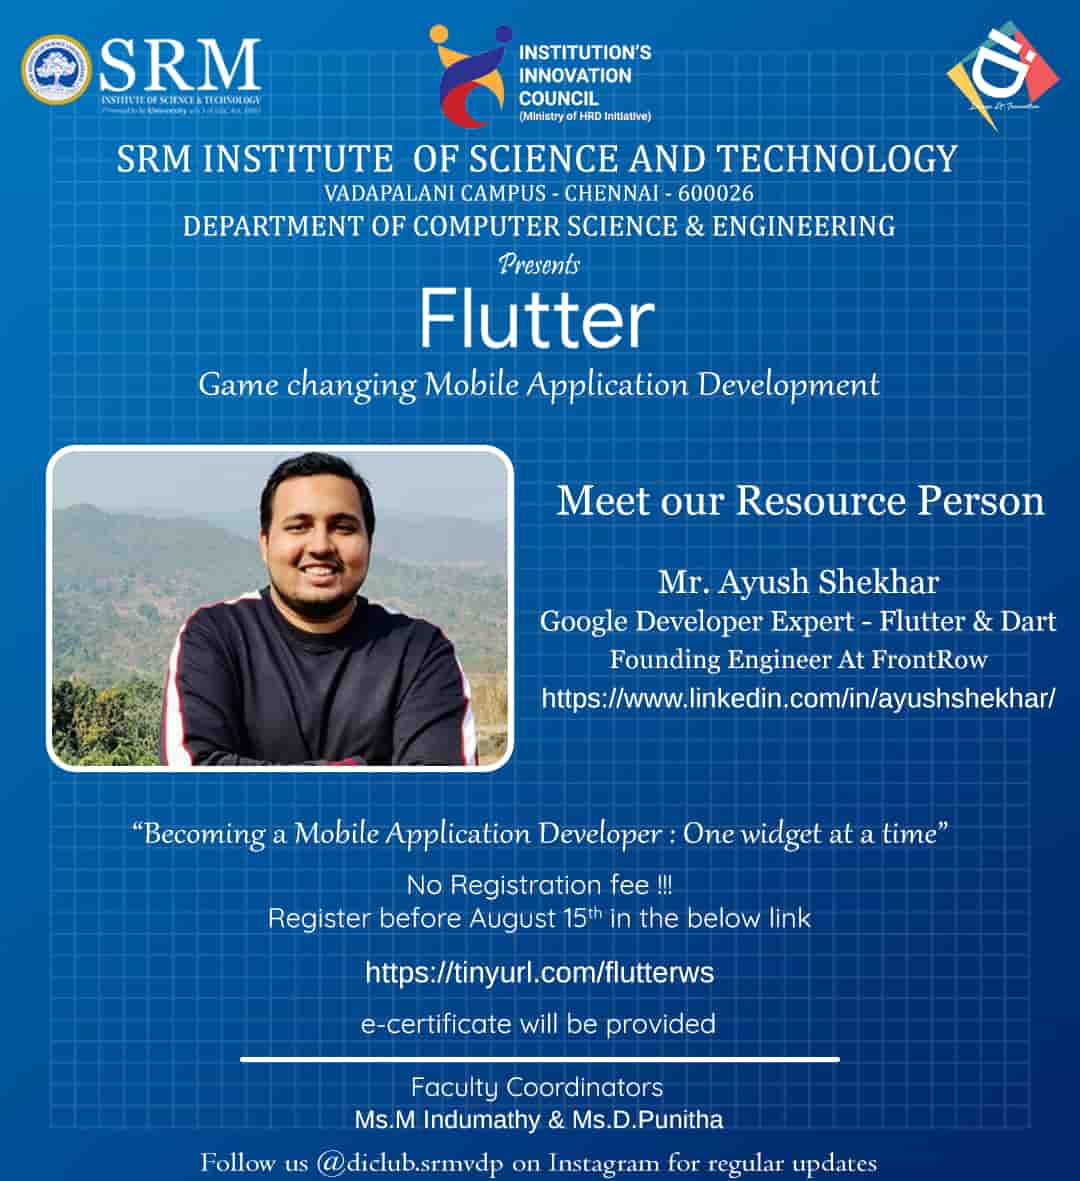 SRM
INSTITUTE OF SCIENCE & TECHNOLOGY
INSTITUTION'S
INNOVATION
COUNCIL
(Ministry of HRD Initiative)
SRM INSTITUTE OF SCIENCE AND TECHNOLOGY
VADAPALANI CAMPUS - CHENNAI - 600026
DEPARTMENT OF COMPUTER SCIENCE & ENGINEERING
Presents
Flutter
Game changing Mobile Application Development
Meet our Resource Person
Mr. Ayush Shekhar
Google Developer Expert - Flutter & Dart
Founding Engineer At FrontRow
https://www.linkedin.com/in/ayushshekhar/
“Becoming a Mobile Application Developer : One widget at a time”
No Registration fee !!!
Register before August 15th in the below link
https://tinyurl.com/flutterws
e-certificate will be provided
Faculty Coordinators
Ms.M Indumathy & Ms.D.Punitha
Follow us @diclub.srmvdp on Instagram for regular updates